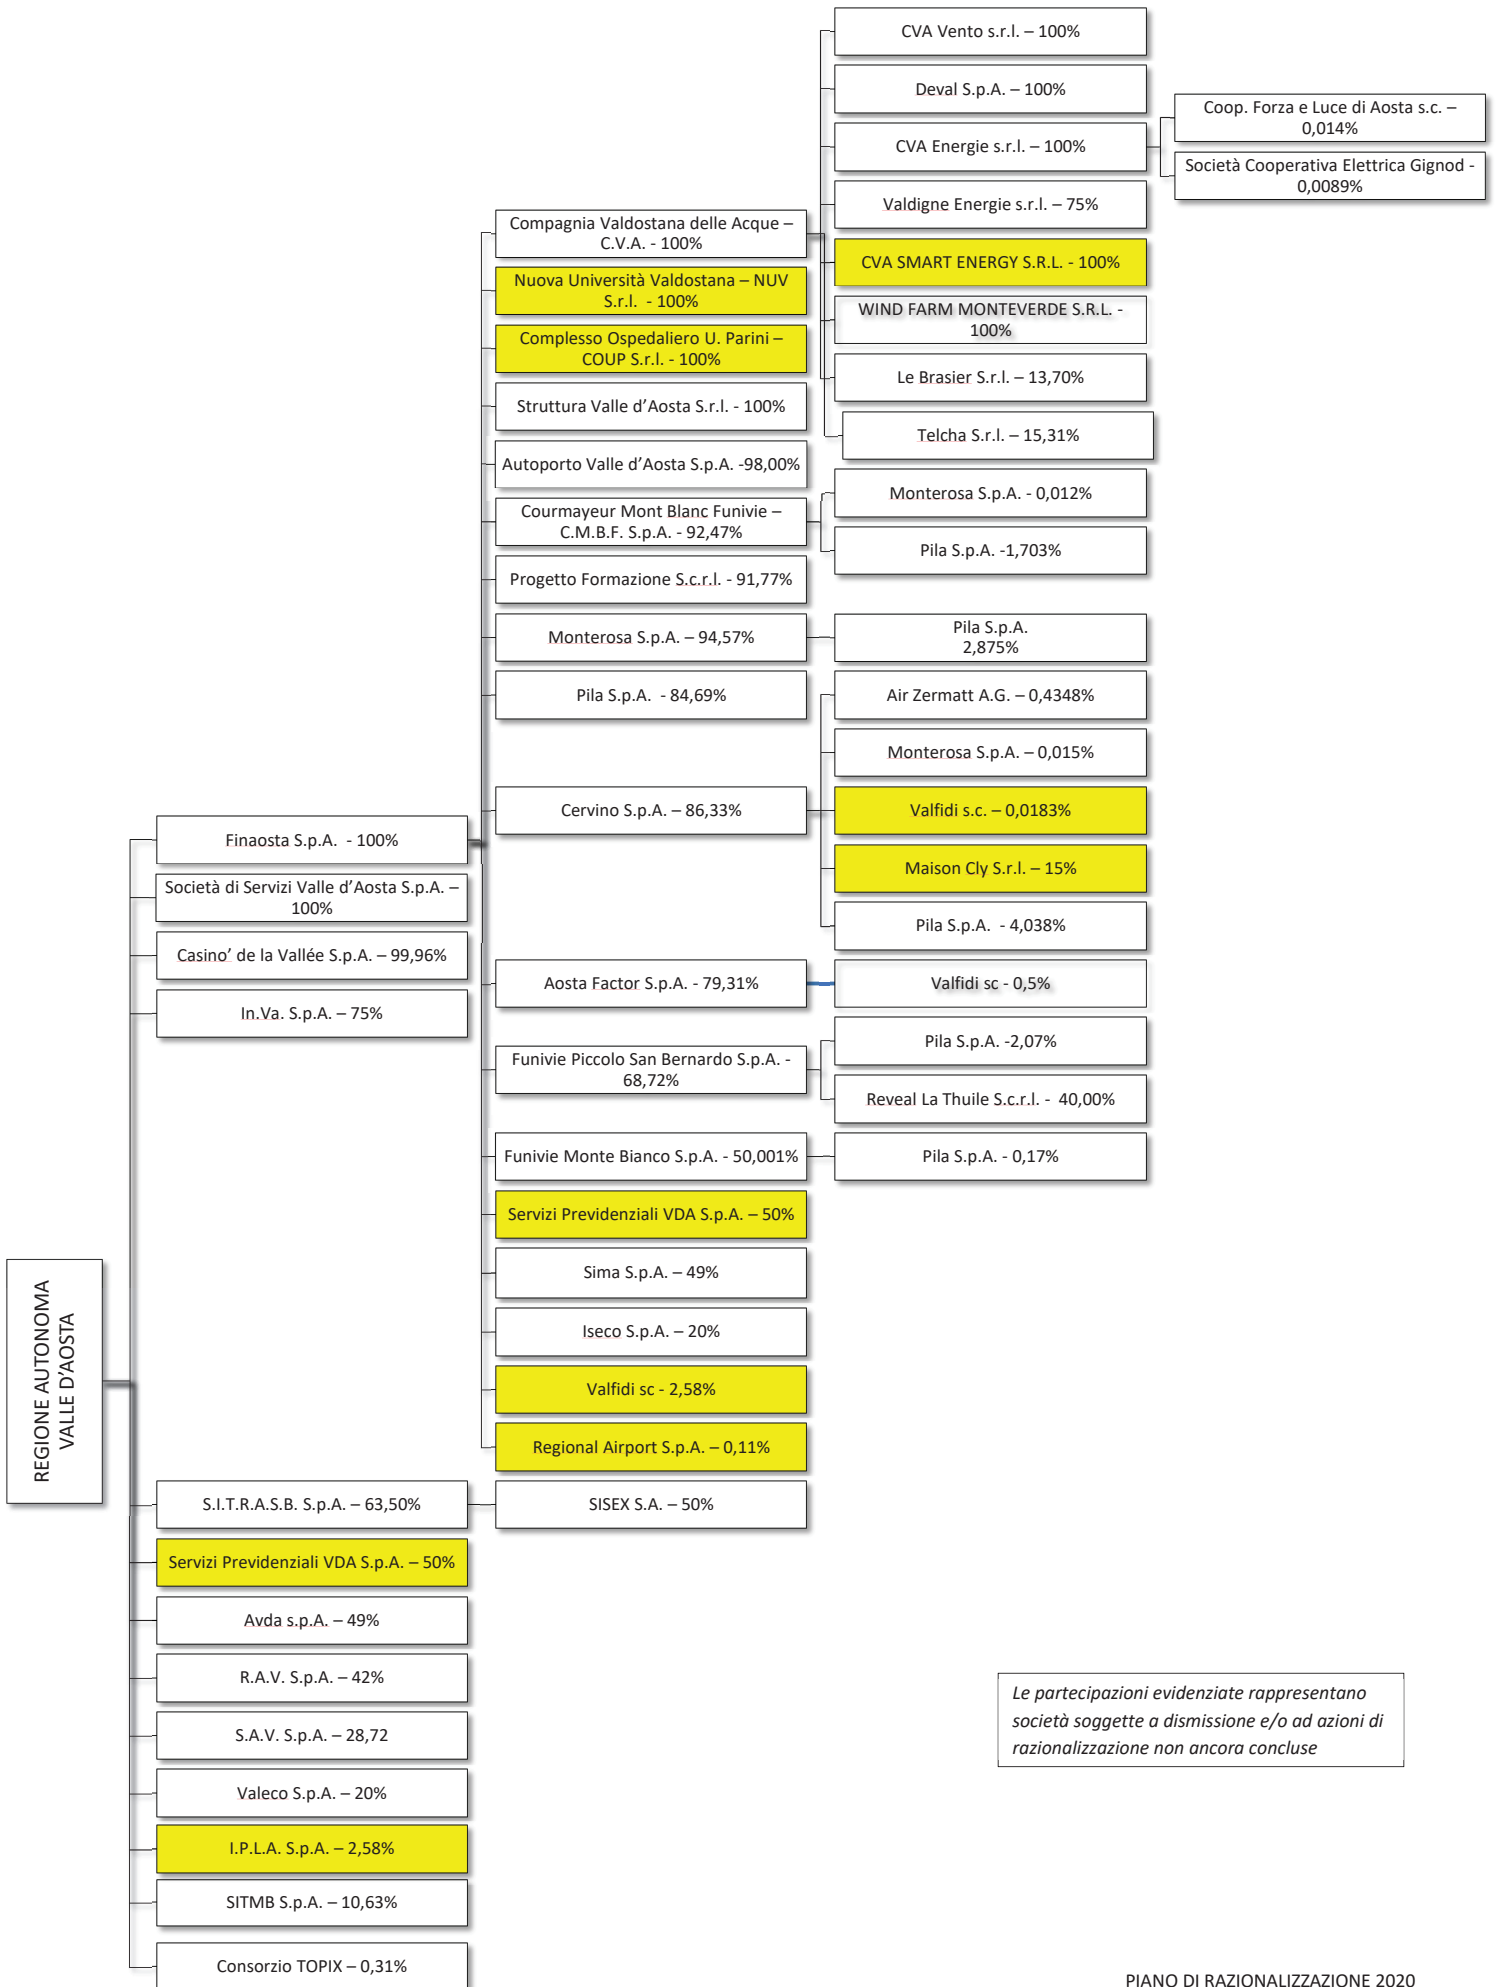 CVA Vento s.r.l. – 100%
Deval S.p.A. – 100%
CVA Energie s.r.l. – 100%
Coop. Forza e Luce di Aosta s.c. –
0,014%
Società Cooperativa Elettrica Gignod -
0,0089%
Valdigne Energie s.r.l. – 75%
Compagnia Valdostana delle Acque –
C.V.A. - 100%
CVA SMART ENERGY S.R.L. - 100%
Nuova Università Valdostana – NUV
S.r.l. - 100%
WIND FARM MONTEVERDE S.R.L. -
100%
Complesso Ospedaliero U. Parini –
COUP S.r.l. - 100%
Le Brasier S.r.l. – 13,70%
Struttura Valle d'Aosta S.r.l. - 100%
Telcha S.r.l. – 15,31%
Autoporto Valle d'Aosta S.p.A. -98,00%
Monterosa S.p.A. - 0,012%
Courmayeur Mont Blanc Funivie –
C.M.B.F. S.p.A. - 92,47%
Pila S.p.A. -1,703%
Progetto Formazione S.c.r.l. - 91,77%
Monterosa S.p.A. – 94,57%
Pila S.p.A.
2,875%
Pila S.p.A. - 84,69%
Air Zermatt A.G. – 0,4348%
Monterosa S.p.A. – 0,015%
Cervino S.p.A. – 86,33%
Valfidi s.c. – 0,0183%
Maison Cly S.r.l. – 15%
Pila S.p.A. - 4,038%
Finaosta S.p.A. - 100%
Società di Servizi Valle d'Aosta S.p.A. –
100%
Casino' de la Vallée S.p.A. – 99,96%
In.Va. S.p.A. – 75%
Aosta Factor S.p.A. - 79,31%
Valfidi sc - 0,5%
Funivie Piccolo San Bernardo S.p.A. -
68,72%
Pila S.p.A. -2,07%
Reveal La Thuile S.c.r.l. - 40,00%
Funivie Monte Bianco S.p.A. - 50,001%
Pila S.p.A. - 0,17%
Servizi Previdenziali VDA S.p.A. – 50%
Sima S.p.A. – 49%
Iseco S.p.A. – 20%
Valfidi sc - 2,58%
Regional Airport S.p.A. – 0,11%
REGIONE AUTONOMA
VALLE D'AOSTA
S.I.T.R.A.S.B. S.p.A. – 63,50%
SISEX S.A. – 50%
Servizi Previdenziali VDA S.p.A. – 50%
Avda s.p.A. – 49%
R.A.V. S.p.A. – 42%
S.A.V. S.p.A. – 28,72
Valeco S.p.A. – 20%
I.P.L.A. S.p.A. – 2,58%
SITMB S.p.A. – 10,63%
Consorzio TOPIX – 0,31%
Le partecipazioni evidenziate rappresentano
società soggette a dismissione e/o ad azioni di
razionalizzazione non ancora concluse
PIANO DI RAZIONALIZZAZIONE 2020